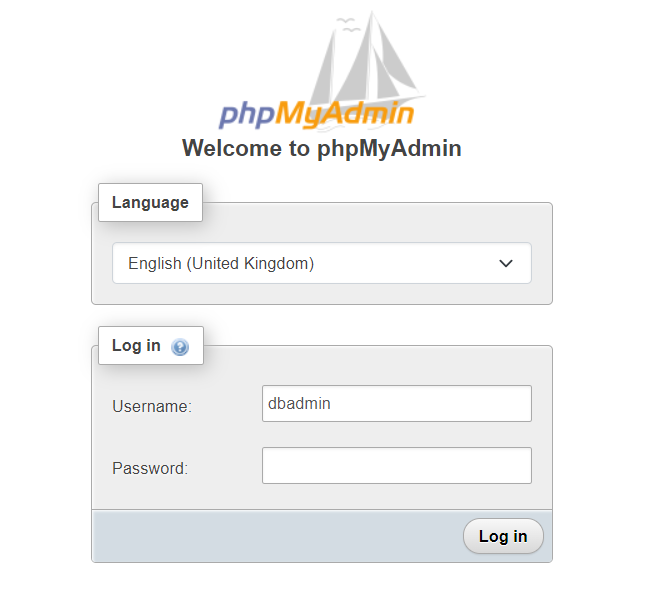 phpMyAdmin
Welcome to phpMyAdmin
Language
English (United Kingdom)
Log in ?
Username:
dbadmin
Password:
Log in